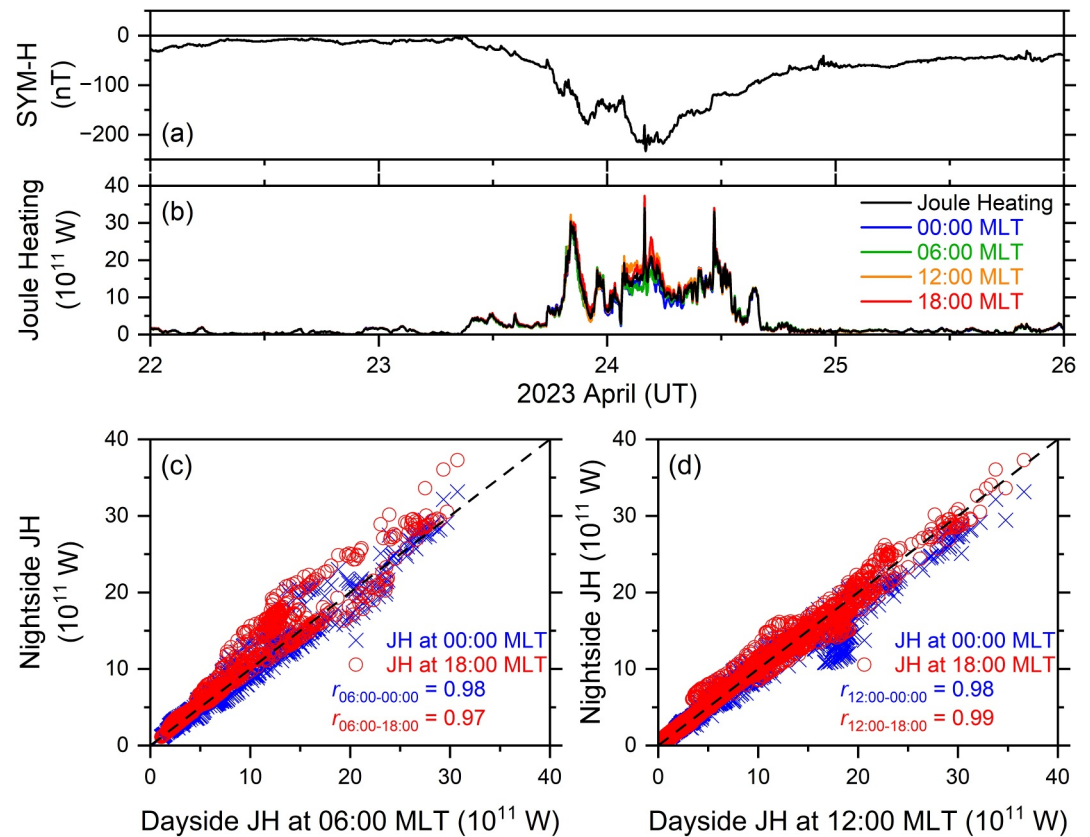 SYM-H
(nT)
0
−100
−200
(a)
Joule Heating
(10¹¹ W)
40
30
20
10
0
(b)
Joule Heating
00:00 MLT
06:00 MLT
12:00 MLT
18:00 MLT
22 23 24 25 26
2023 April (UT)
Nightside JH
(10¹¹ W)
40
30
20
10
0
(c)
JH at 00:00 MLT
JH at 18:00 MLT
r06:00-00:00 = 0.98
r06:00-18:00 = 0.97
0 10 20 30 40
Dayside JH at 06:00 MLT (10¹¹ W)
Nightside JH (10¹¹ W)
40
30
20
10
0
(d)
JH at 00:00 MLT
JH at 18:00 MLT
r12:00-00:00 = 0.98
r12:00-18:00 = 0.99
0 10 20 30 40
Dayside JH at 12:00 MLT (10¹¹ W)